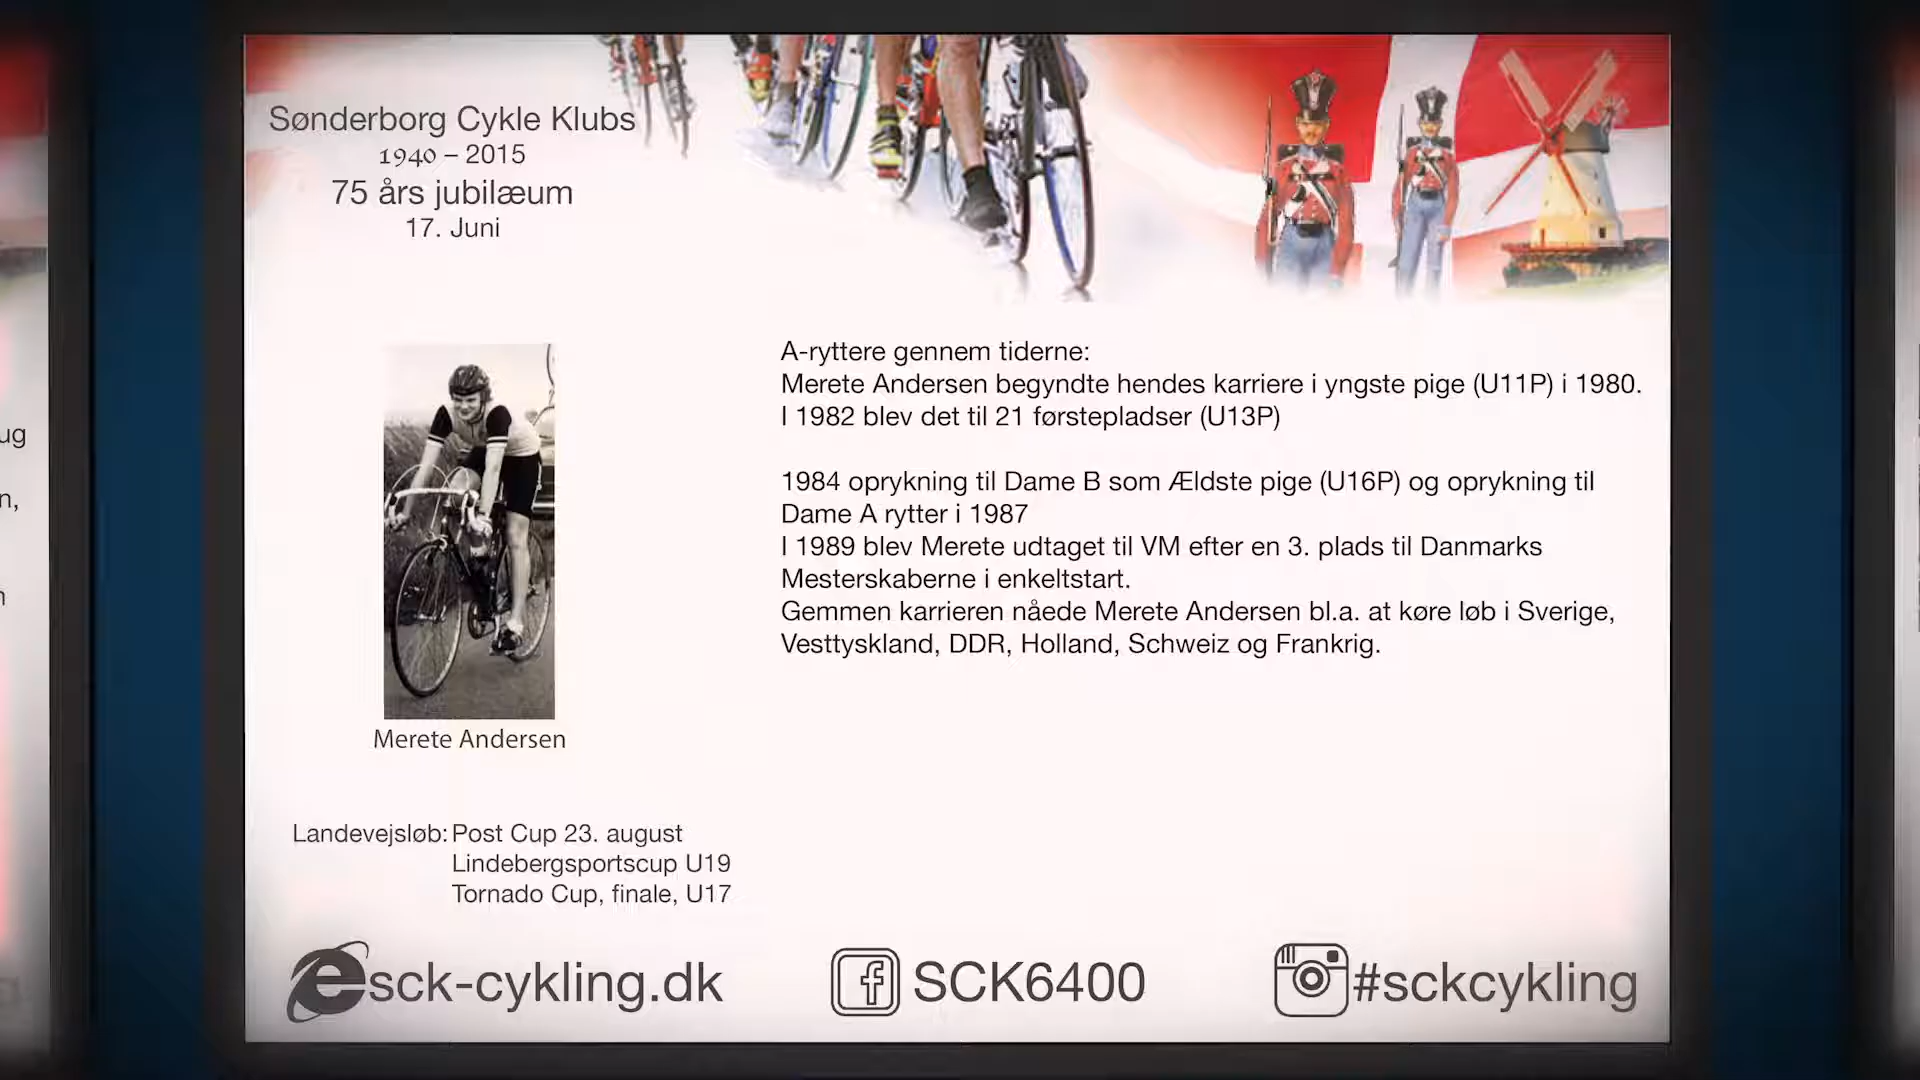 Sønderborg Cykle Klubs
1940 – 2015
75 års jubilæum
17. Juni
A-ryttere gennem tiderne:
Merete Andersen begyndte hendes karriere i yngste pige (U11P) i 1980.
I 1982 blev det til 21 førstepladser (U13P)
1984 oprykning til Dame B som Ældste pige (U16P) og oprykning til
Dame A rytter i 1987
I 1989 blev Merete udtaget til VM efter en 3. plads til Danmarks
Mesterskaberne i enkeltstart.
Gemmen karrieren nåede Merete Andersen bl.a. at køre løb i Sverige,
Vesttyskland, DDR, Holland, Schweiz og Frankrig.
Merete Andersen
Landevejsløb: Post Cup 23. august
Lindebergsportscup U19
Tornado Cup, finale, U17
sck-cykling.dk
SCK6400
#sckcykling